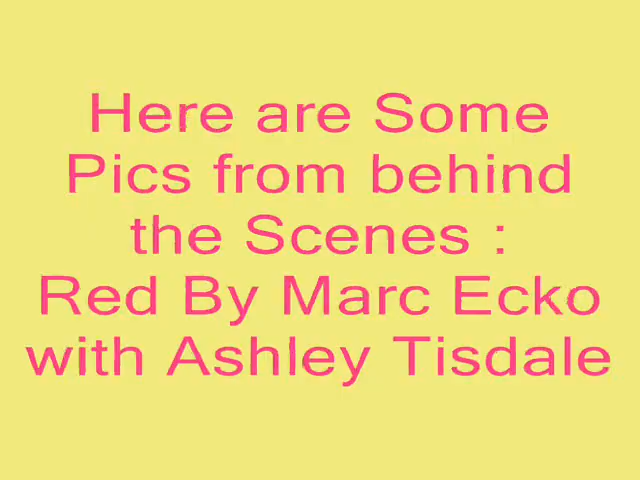 Here are Some
Pics from behind
the Scenes :
Red By Marc Ecko
with Ashley Tisdale